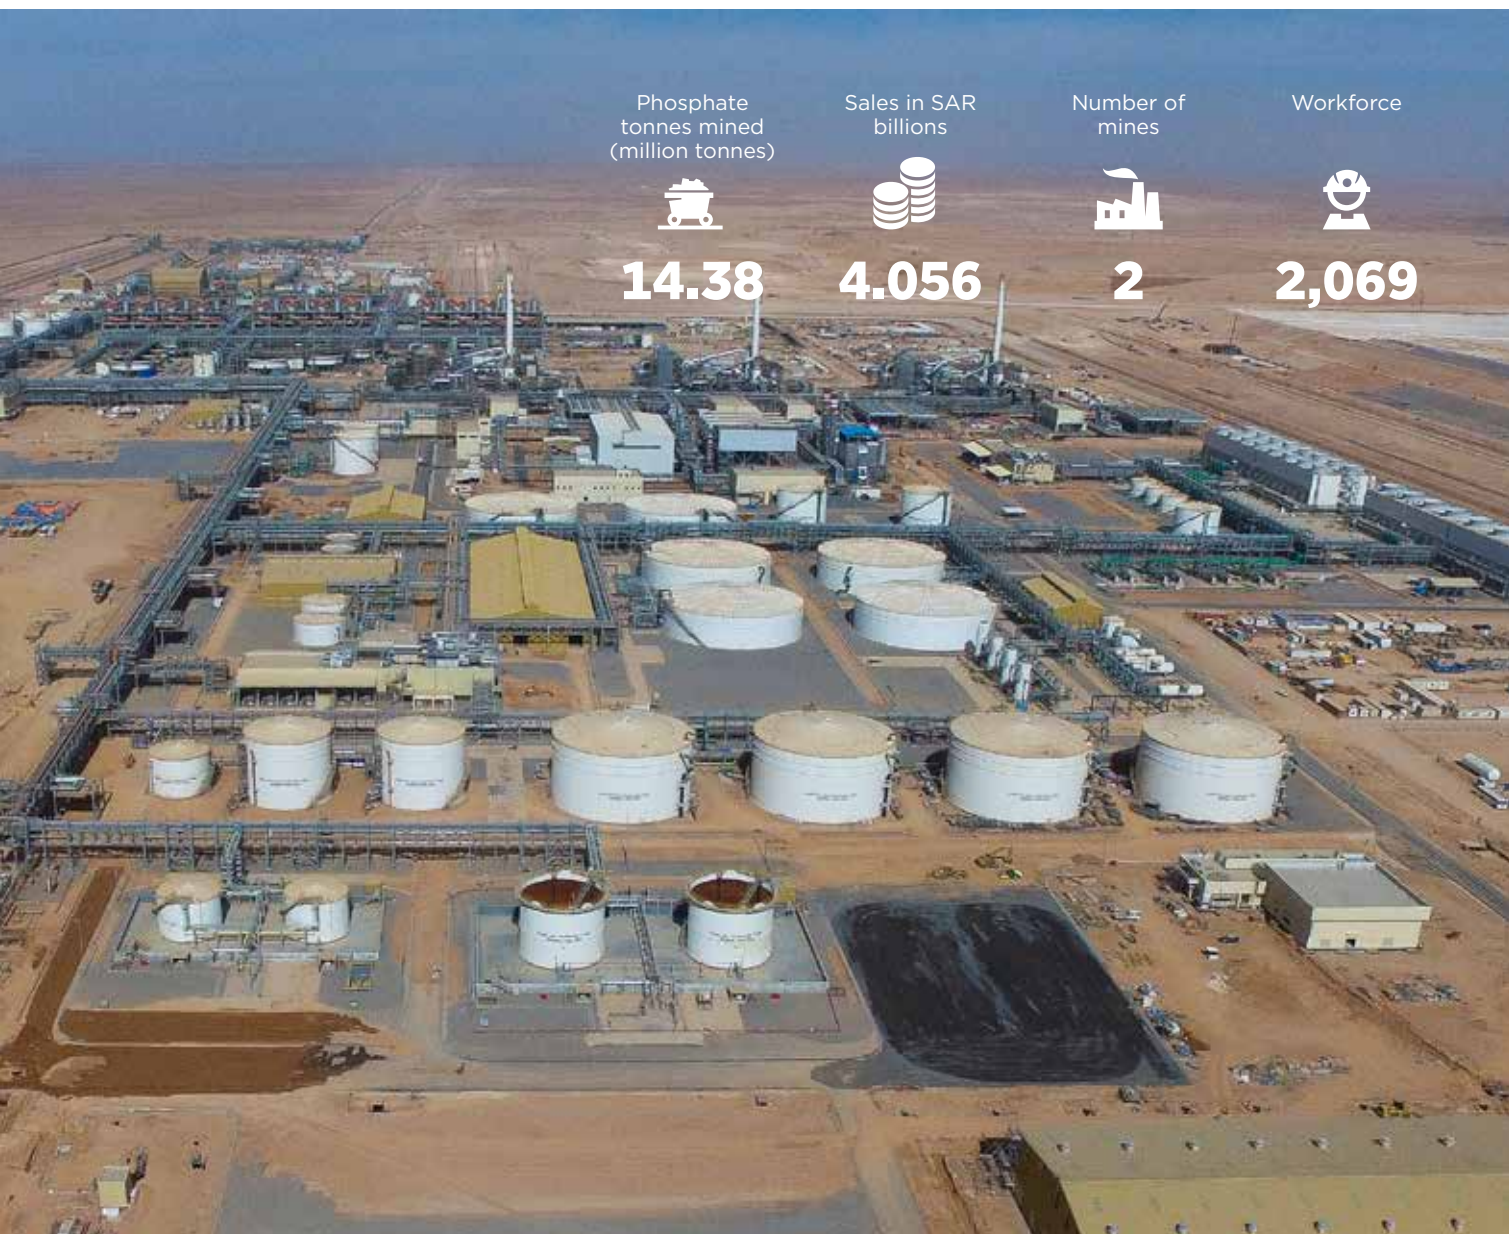 Phosphate
tonnes mined
(million tonnes)
14.38
Sales in SAR
billions
4.056
Number of
mines
2
Workforce
2,069